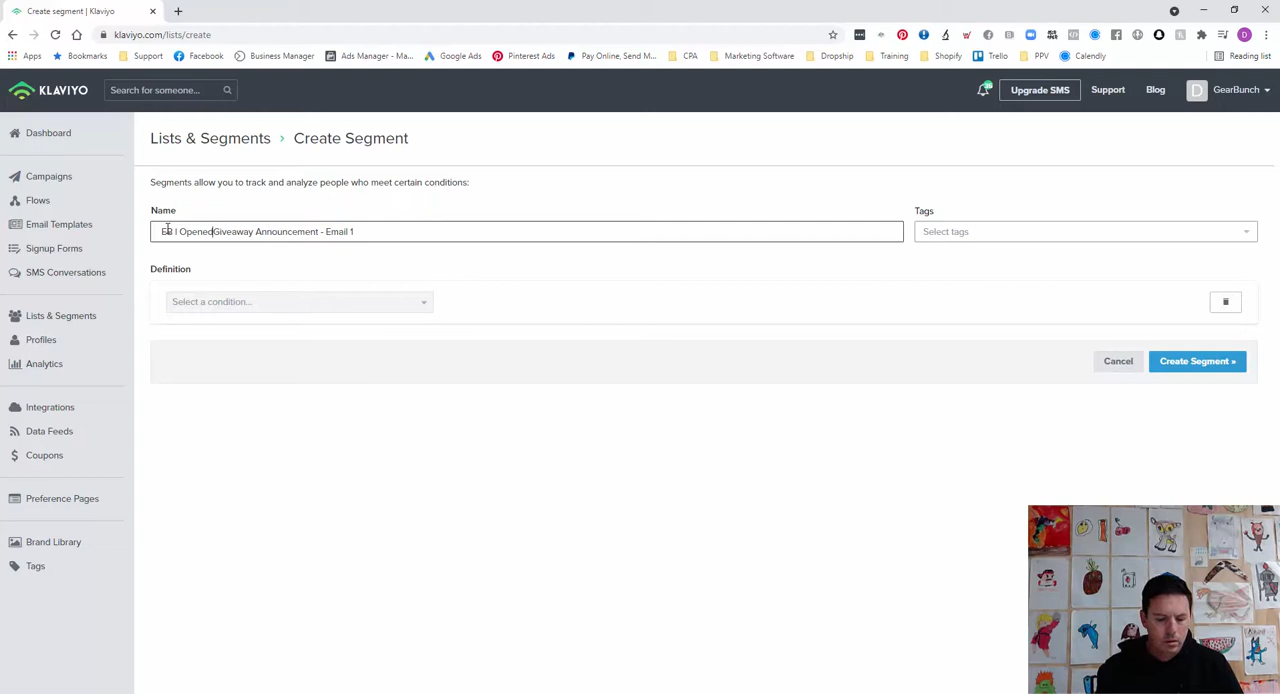 Create segment
klaviyo.com/lists/create
Apps
Bookmarks
Support
Facebook
Business Manager
Ads Manager - Ma...
Google Ads
Pinterest Ads
Pay Online, Send M...
CPA
Marketing Software
Dropship
Training
Shopify
Trello
PPV
Calendly
Reading list
KLAVIYO
Search for someone...
Upgrade SMS
Support
Blog
D
GearBunch
Dashboard
Campaigns
Flows
Email Templates
Signup Forms
SMS Conversations
Lists & Segments
Profiles
Analytics
Integrations
Data Feeds
Coupons
Preference Pages
Brand Library
Tags
Lists & Segments › Create Segment
Segments allow you to track and analyze people who meet certain conditions:
Name
Tags
| OpenedGiveaway Announcement - Email 1
Select tags
Definition
Select a condition...
Cancel
Create Segment »